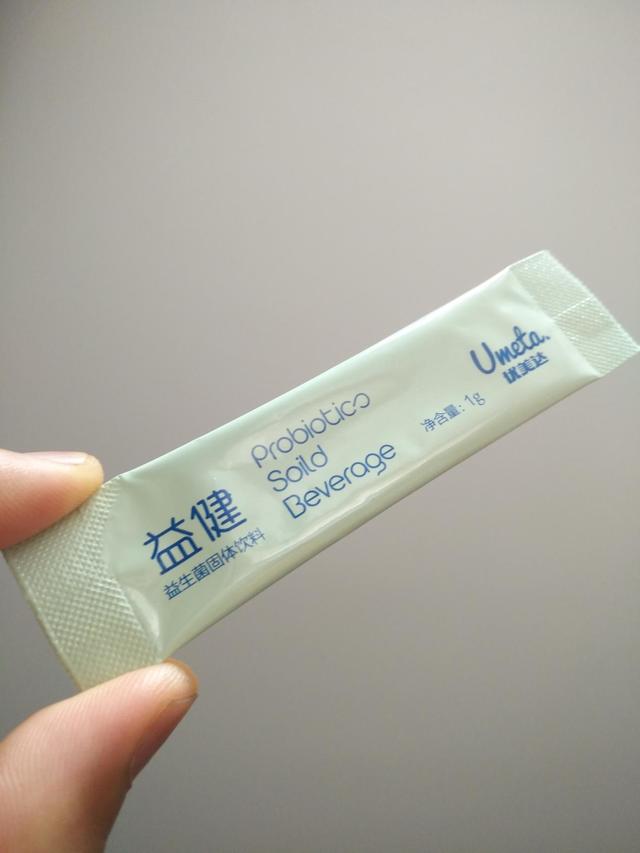 益健
益生菌固体饮料
Probiotics
Soild
Beverage
净含量:1g
Umeta.
优美达